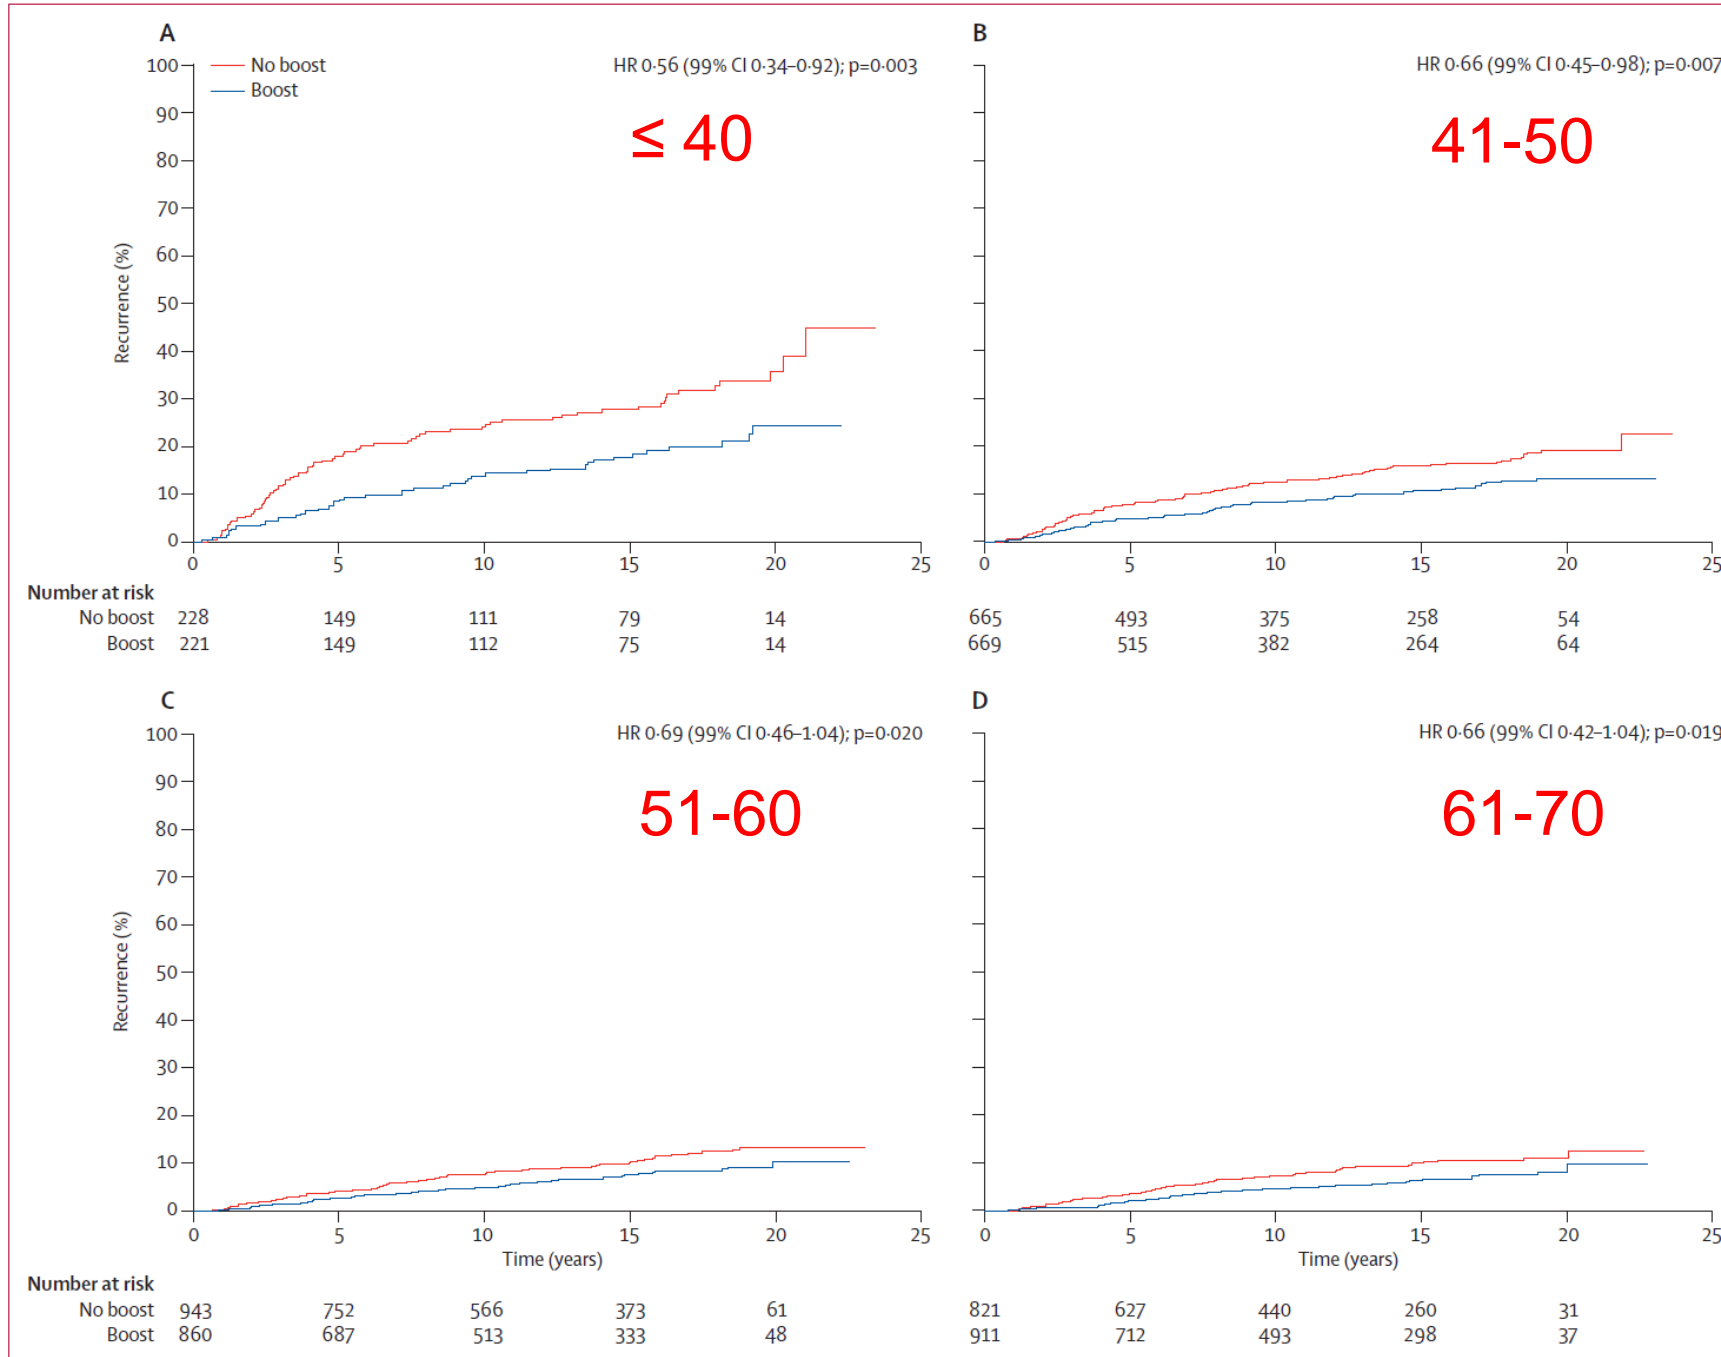 A
No boost
Boost
HR 0·56 (99% CI 0·34–0·92); p=0·003
≤ 40
100
90
80
70
60
50
40
30
20
10
0
Recurrence (%)
0 5 10 15 20 25
Number at risk
No boost 228 149 111 79 14
Boost 221 149 112 75 14
B
HR 0·66 (99% CI 0·45–0·98); p=0·007
41-50
0 5 10 15 20 25
665 493 375 258 54
669 515 382 264 64
C
HR 0·69 (99% CI 0·46–1·04); p=0·020
51-60
100
90
80
70
60
50
40
30
20
10
0
Recurrence (%)
0 5 10 15 20 25
Time (years)
Number at risk
No boost 943 752 566 373 61
Boost 860 687 513 333 48
D
HR 0·66 (99% CI 0·42–1·04); p=0·019
61-70
0 5 10 15 20 25
Time (years)
821 627 440 260 31
911 712 493 298 37